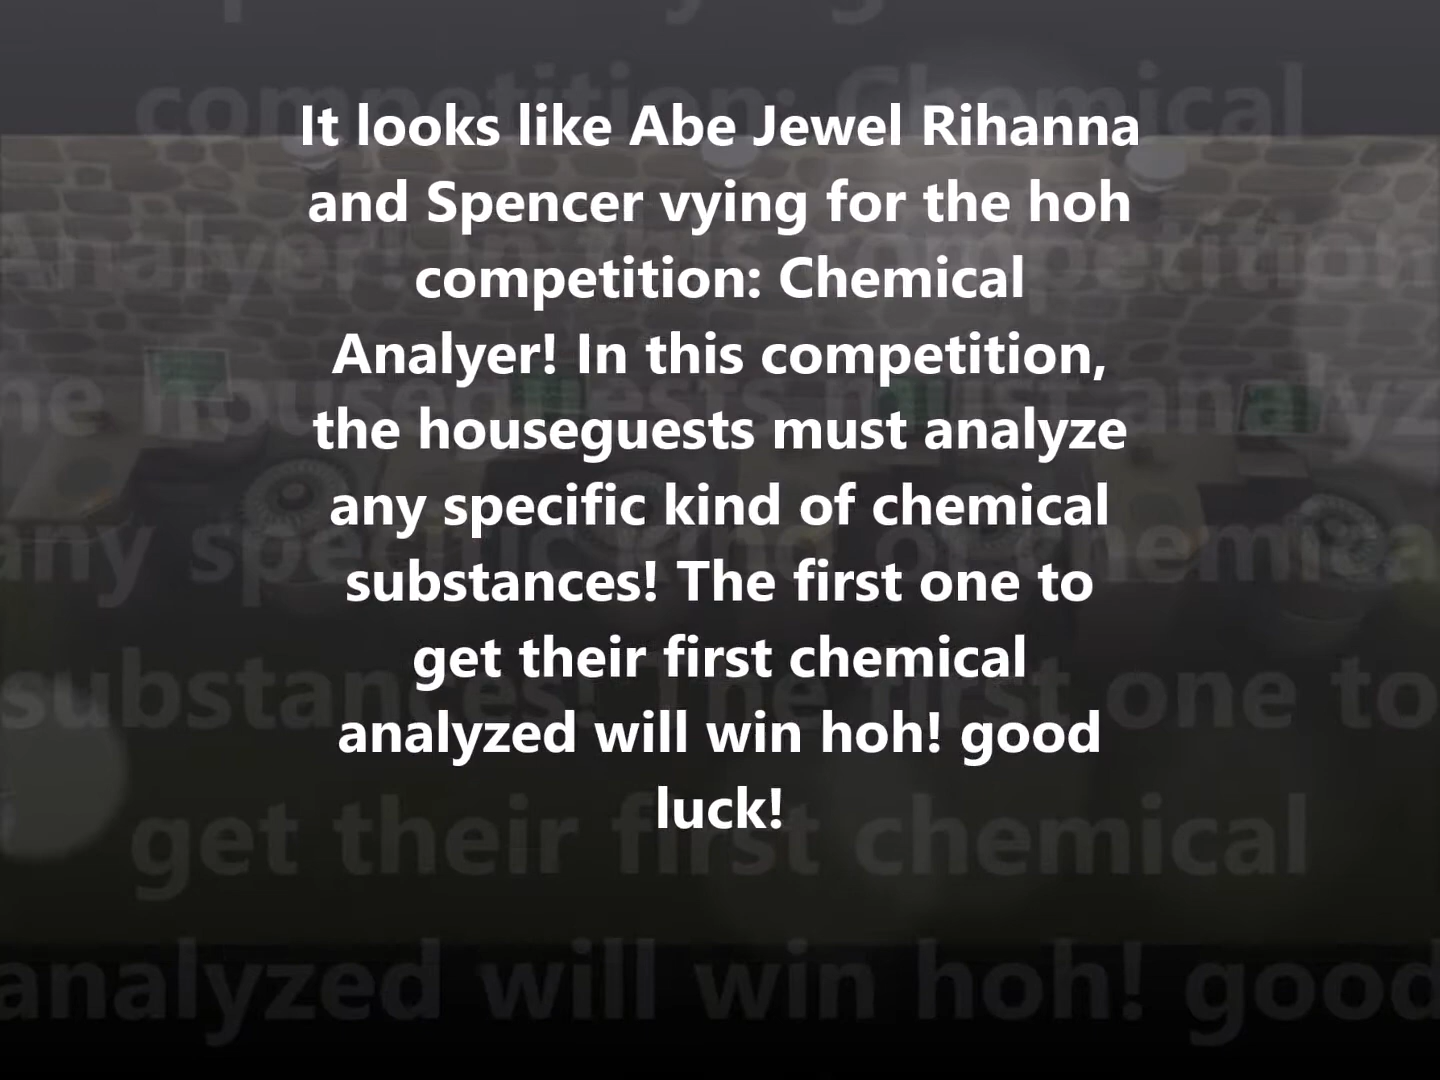 It looks like Abe Jewel Rihanna
and Spencer vying for the hoh
competition: Chemical
Analyer! In this competition,
the houseguests must analyze
any specific kind of chemical
substances! The first one to
get their first chemical
analyzed will win hoh! good
luck!